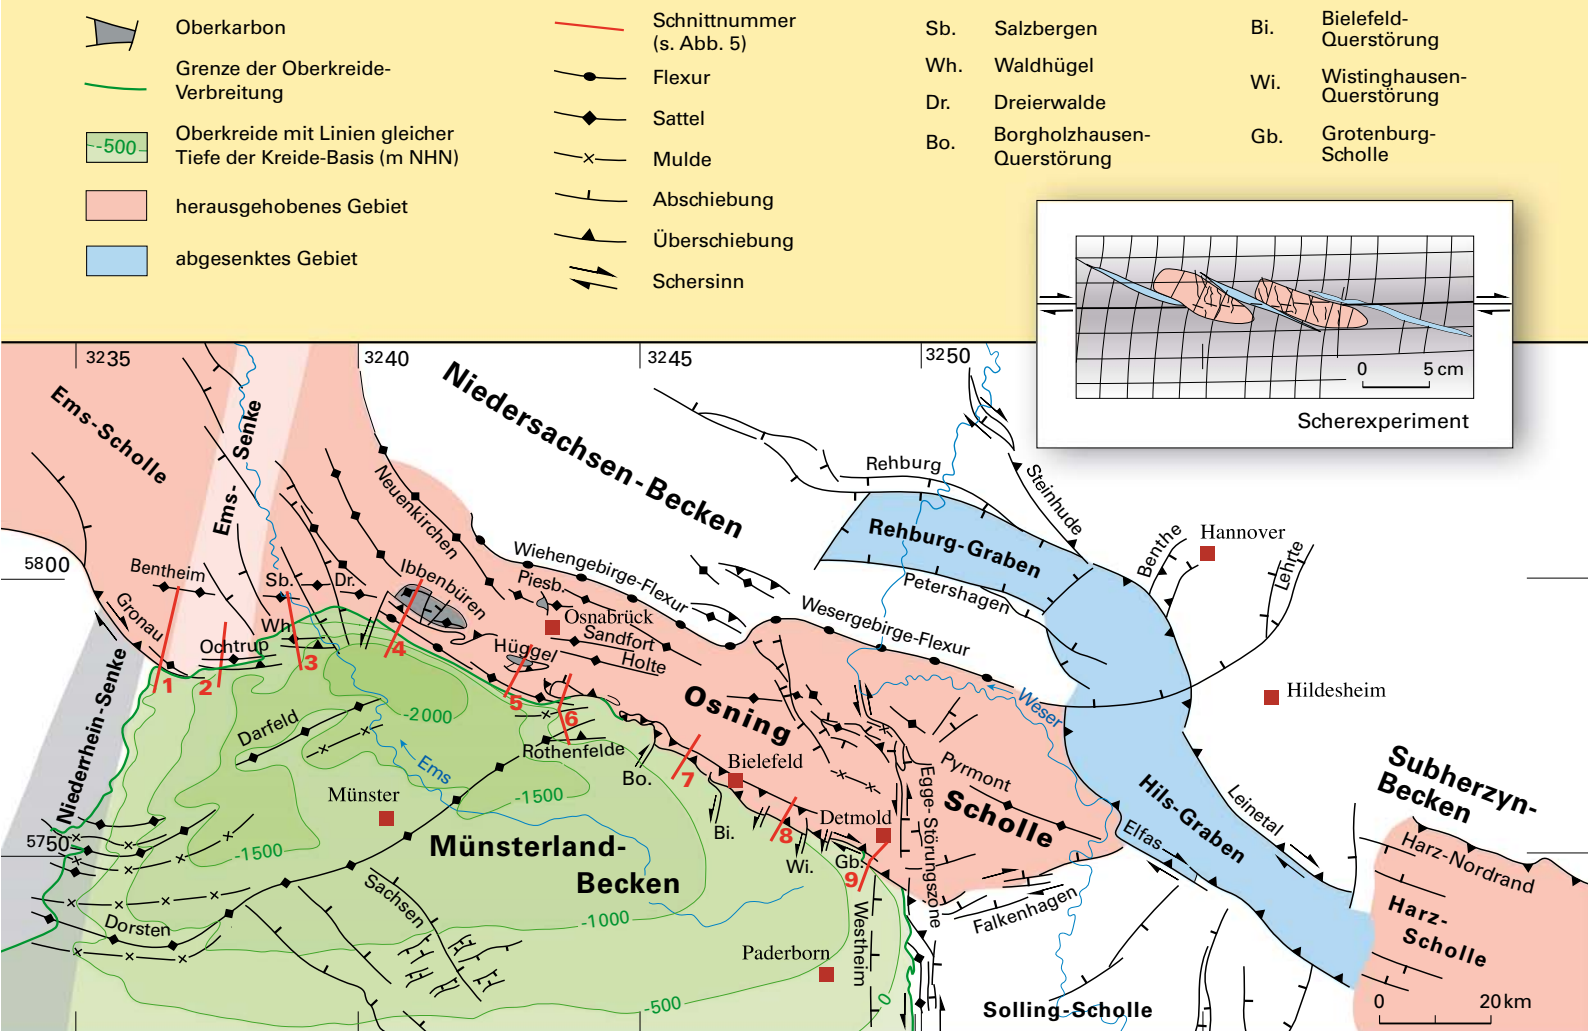 Oberkarbon
Grenze der Oberkreide-
Verbreitung
-500
Oberkreide mit Linien gleicher
Tiefe der Kreide-Basis (m NHN)
herausgehobenes Gebiet
abgesenktes Gebiet
Schnittnummer
(s. Abb. 5)
Flexur
Sattel
Mulde
Abschiebung
Überschiebung
Schersinn
Sb. Salzbergen
Wh. Waldhügel
Dr. Dreierwalde
Bo. Borgholzhausen-
Querstörung
Bi. Bielefeld-
Querstörung
Wi. Wistinghausen-
Querstörung
Gb. Grotenburg-
Scholle
0 5 cm
Scherexperiment
3235
3240
3245
3250
5800
5750
Ems-Scholle
Ems-Senke
Niedersachsen-Becken
Neuenkirchen
Rehburg
Steinhude
Rehburg-Graben
Petershagen
Benthe
Hannover
Lehrte
Hildesheim
Wiehengebirge-Flexur
Wesergebirge-Flexur
Bentheim
Gronau
Ochtrup
Sb.
Dr.
Wh.
Ibbenbüren
Piesb.
Osnabrück
Sandfort
Holte
Hüggel
1
2
3
4
5
6
7
8
9
Niederrhein-Senke
Darfeld
-2000
Ems
Rothenfelde
Bo.
Osning
Scholle
Bielefeld
Bi.
Wi.
Detmold
Gb.
Egge-Störungszone
Pyrmont
Weser
Hils-Graben
Elfas
Leinetal
Subherzyn-
Becken
Harz-Nordrand
Harz-
Scholle
Münster
-1500
-1500
Münsterland-
Becken
-1000
-500
0
Sachsen
Dorsten
Paderborn
Westheim
Falkenhagen
Solling-Scholle
0 20 km